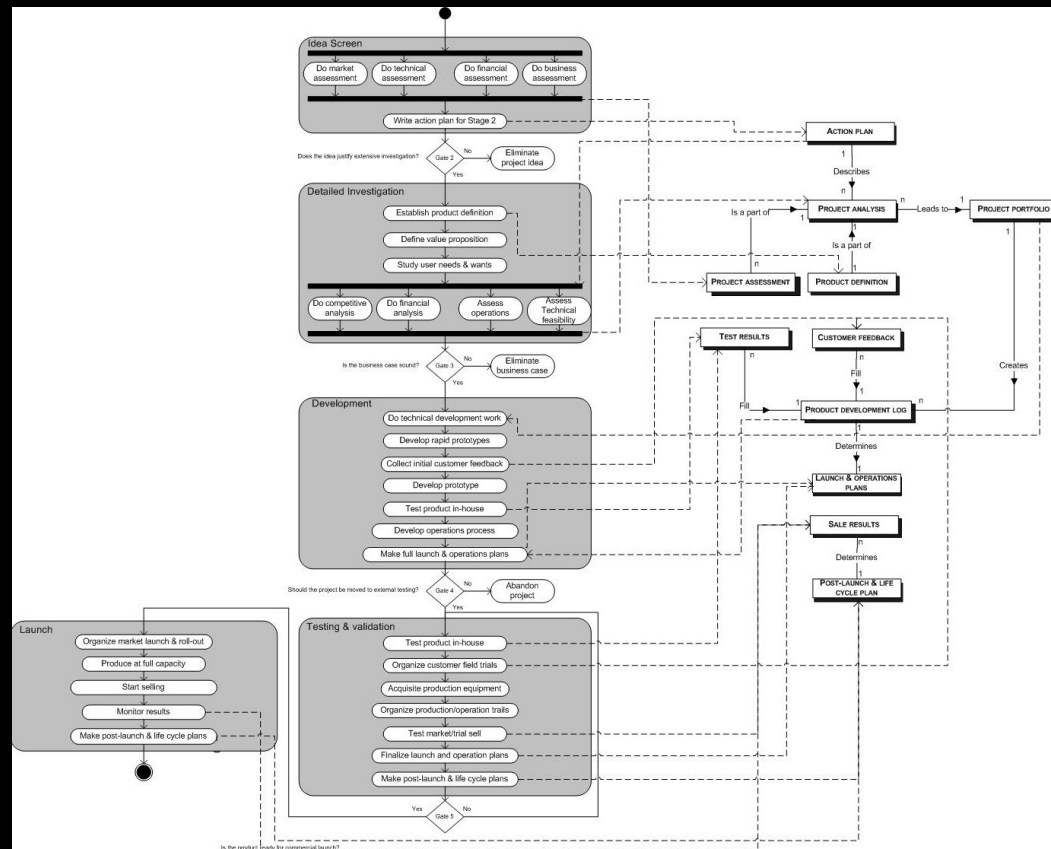 Idea Screen
Do market
assessment
Do technical
assessment
Do financial
assessment
Do business
assessment
Write action plan for Stage 2
Does the idea justify extensive investigation?
Gate 2
No
Eliminate
project idea
Yes
Detailed Investigation
Establish product definition
Define value proposition
Study user needs & wants
Do competitive
analysis
Do financial
analysis
Assess
operations
Assess
Technical
feasibility
Is the business case sound?
Gate 3
No
Eliminate
business case
Yes
Development
Do technical development work
Develop rapid prototypes
Collect initial customer feedback
Develop prototype
Test product in-house
Develop operations process
Make full launch & operations plans
Should the project be moved to external testing?
Gate 4
No
Abandon
project
Yes
Testing & validation
Test product in-house
Organize customer field trials
Acquisite production equipment
Organize production/operation trails
Test market/trial sell
Finalize launch and operation plans
Make post-launch & life cycle plans
Yes
Gate 5
No
Is the product ready for commercial launch?
Launch
Organize market launch & roll-out
Produce at full capacity
Start selling
Monitor results
Make post-launch & life cycle plans
ACTION PLAN
1
Describes
n
Is a part of
1
PROJECT ANALYSIS
n
Leads to
1
PROJECT PORTFOLIO
1
1
Is a part of
n
1
PROJECT ASSESSMENT
PRODUCT DEFINITION
TEST RESULTS
n
CUSTOMER FEEDBACK
n
Fill
1
Creates
Fill
1
PRODUCT DEVELOPMENT LOG
n
1
Determines
1
LAUNCH & OPERATIONS
PLANS
SALE RESULTS
n
Determines
1
POST-LAUNCH & LIFE
CYCLE PLAN